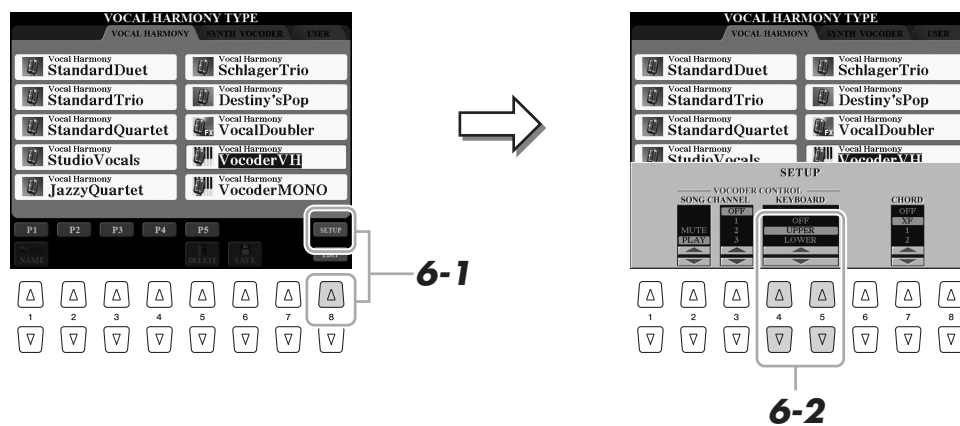 VOCAL HARMONY TYPE
VOCAL HARMONY SYNTH VOCODER USER
Vocal Harmony
StandardDuet
Vocal Harmony
SchlagerTrio
Vocal Harmony
StandardTrio
Vocal Harmony
Destiny'sPop
Vocal Harmony
StandardQuartet
Vocal Harmony
VocalDoubler
Vocal Harmony
StudioVocals
Vocal Harmony
VocoderVH
Vocal Harmony
JazzyQuartet
Vocal Harmony
VocoderMONO
P1 P2 P3 P4 P5 SETUP
NAME DELETE SAVE EDIT
1 2 3 4 5 6 7 8
6-1
VOCAL HARMONY TYPE
VOCAL HARMONY SYNTH VOCODER USER
Vocal Harmony
StandardDuet
Vocal Harmony
SchlagerTrio
Vocal Harmony
StandardTrio
Vocal Harmony
Destiny'sPop
Vocal Harmony
StandardQuartet
Vocal Harmony
VocalDoubler
Vocal Harmony
StudioVocals
Vocal Harmony
VocoderVH
SETUP
VOCODER CONTROL
SONG CHANNEL KEYBOARD CHORD
OFF OFF
1 OFF XF
MUTE 2 UPPER 1
PLAY 3 LOWER 2
1 2 3 4 5 6 7 8
6-2